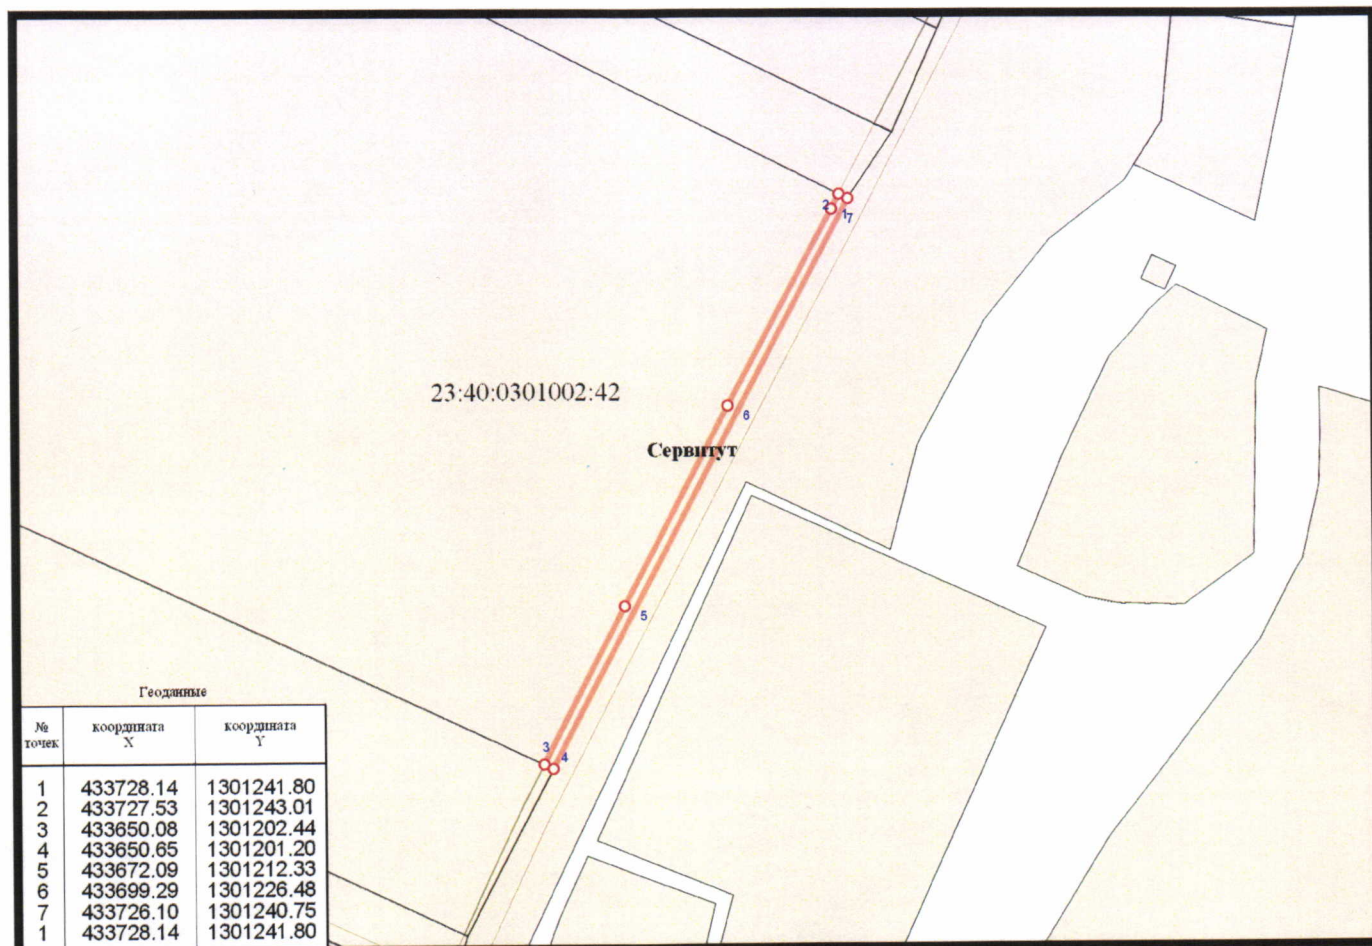 2
1
7
23:40:0301002:42
6
Сервитут
5
3
4
Геоданные
№ точек координата X координата Y
1 433728.14 1301241.80
2 433727.53 1301243.01
3 433650.08 1301202.44
4 433650.65 1301201.20
5 433672.09 1301212.33
6 433699.29 1301226.48
7 433726.10 1301240.75
1 433728.14 1301241.80